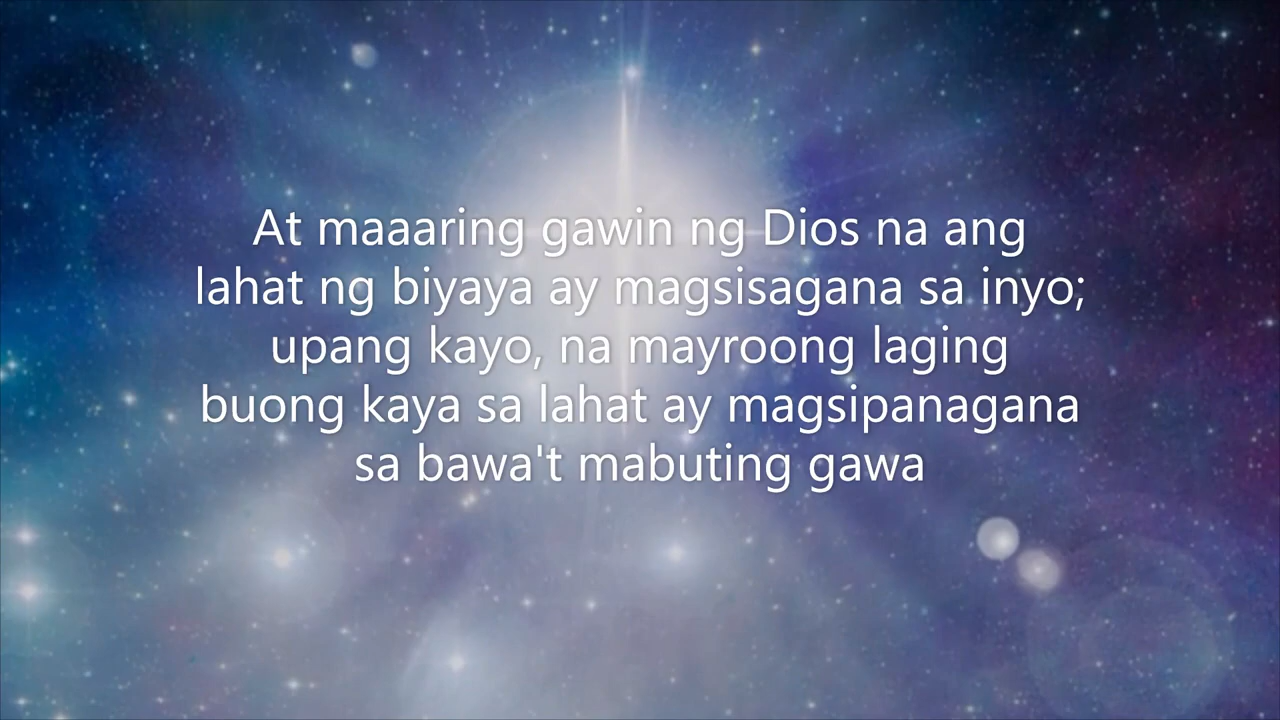 At maaaring gawin ng Dios na ang
lahat ng biyaya ay magsisagana sa inyo;
upang kayo, na mayroong laging
buong kaya sa lahat ay magsipanagana
sa bawa't mabuting gawa